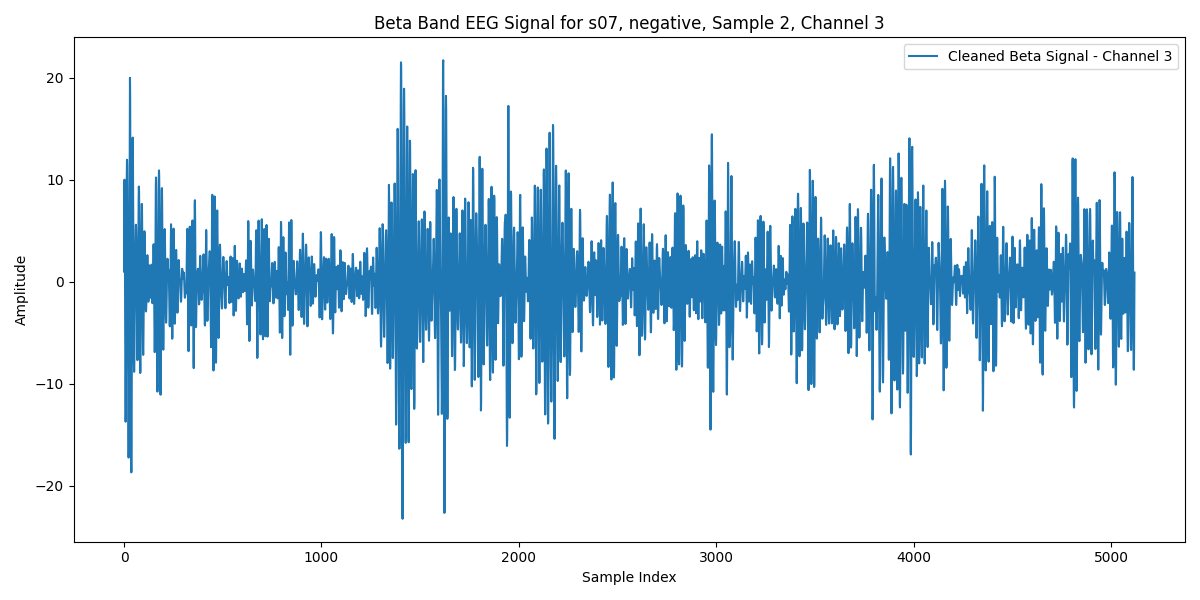 Beta Band EEG Signal for s07, negative, Sample 2, Channel 3
Cleaned Beta Signal - Channel 3
Amplitude
20
10
0
−10
−20
0 1000 2000 3000 4000 5000
Sample Index